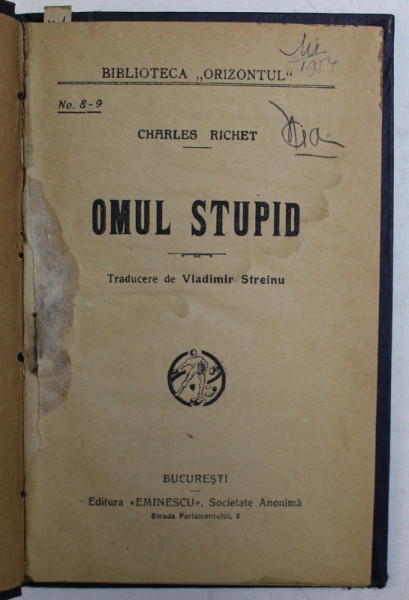 BIBLIOTECA „ORIZONTUL"
No. 8-9
CHARLES RICHET
OMUL STUPID
Traducere de Vladimir Streinu
BUCUREȘTI
Editura «EMINESCU», Societate Anonimă
Strada Parlamentului, 2